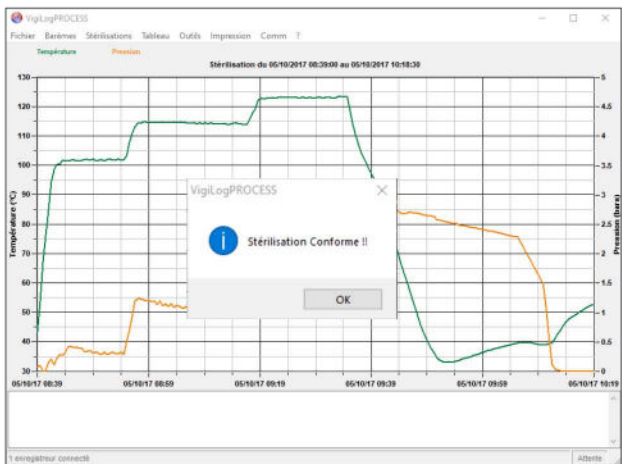 VigiLogPROCESS
Fichier Barèmes Stérilisations Tableau Outils Impression Comm ?
Température Pression
Stérilisation du 05/10/2017 08:39:00 au 05/10/2017 10:18:30
130 5
120 4.5
110 4
100 3.5
90 3
80 2.5
70 2
60 1.5
50 1
40 0.5
30 0
Température (°C)
Pression (bars)
VigiLogPROCESS
Stérilisation Conforme !!
OK
05/10/17 08:39 05/10/17 08:59 05/10/17 09:19 05/10/17 09:39 05/10/17 09:59 05/10/17 10:19
1 enregistreur connecté Attente